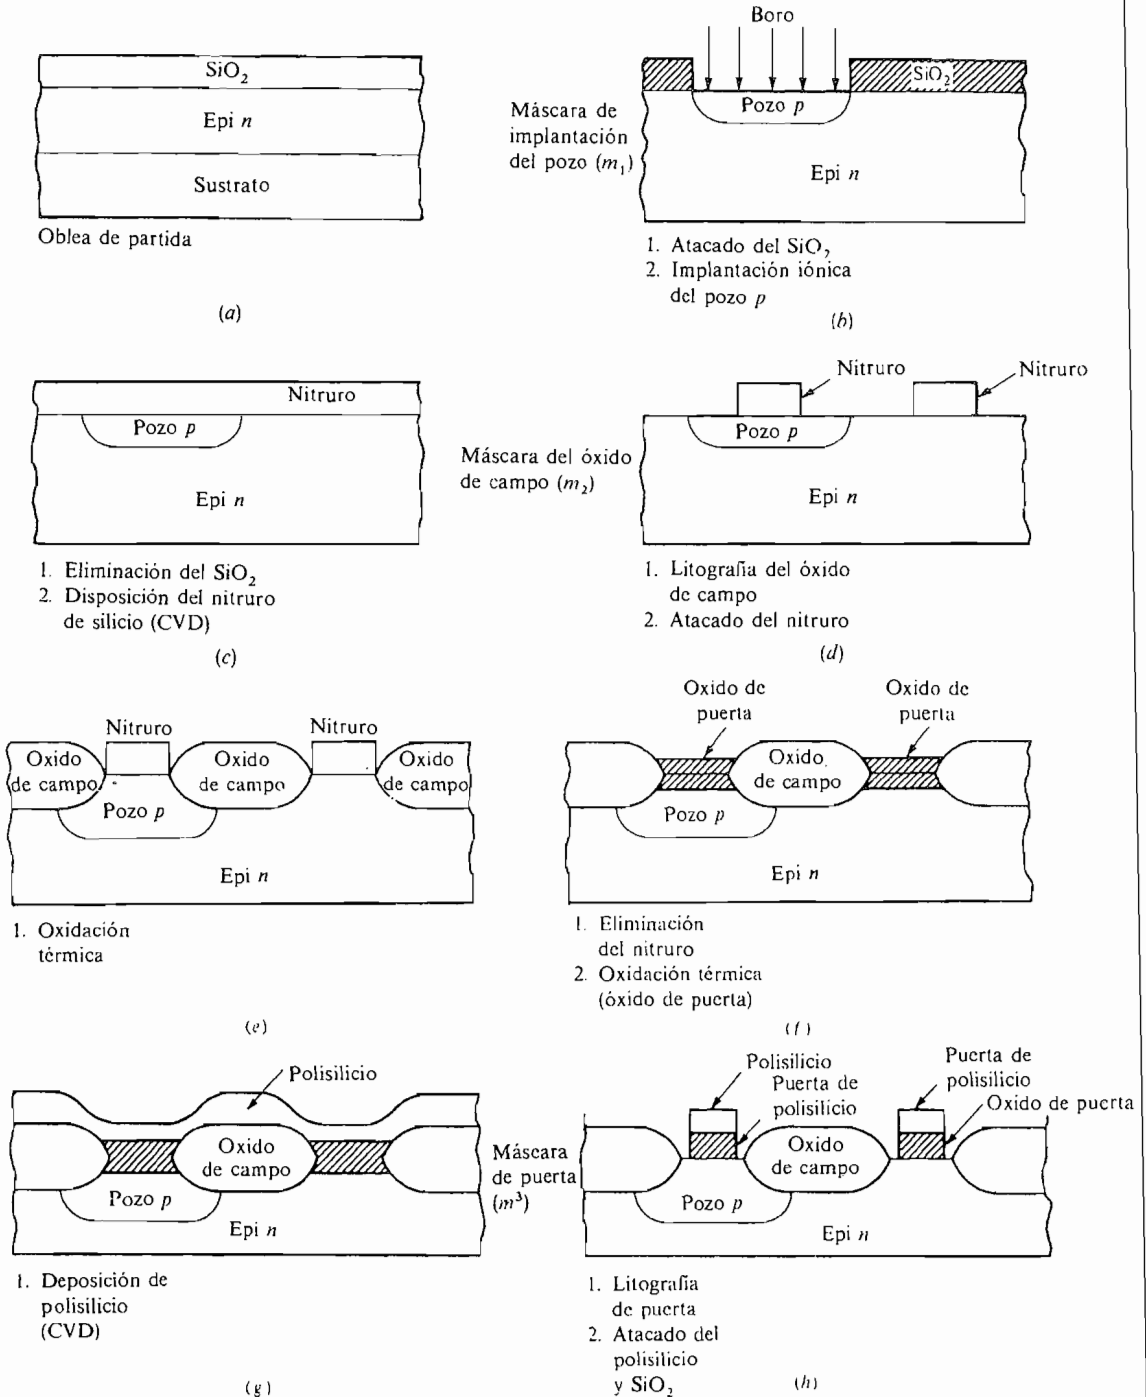 Boro
SiO2
Epi n
Sustrato
Oblea de partida
(a)
Máscara de
implantación
del pozo (m1)
SiO2
Pozo p
Epi n
1. Atacado del SiO2
2. Implantación iónica
del pozo p
(b)
Nitruro
Pozo p
Epi n
1. Eliminación del SiO2
2. Disposición del nitruro
de silicio (CVD)
(c)
Máscara del óxido
de campo (m2)
Nitruro
Nitruro
Pozo p
Epi n
1. Litografía del óxido
de campo
2. Atacado del nitruro
(d)
Nitruro
Nitruro
Oxido
de campo
Oxido
de campo
Oxido
de campo
Pozo p
Epi n
1. Oxidación
térmica
(e)
Oxido de
puerta
Oxido de
puerta
Oxido
de campo
Pozo p
Epi n
1. Eliminación
del nitruro
2. Oxidación térmica
(óxido de puerta)
(f)
Polisilicio
Oxido
de campo
Pozo p
Epi n
1. Deposición de
polisilicio
(CVD)
(g)
Máscara
de puerta
(m³)
Polisilicio
Puerta de
polisilicio
Puerta de
polisilicio
Oxido de puerta
Oxido
de campo
Pozo p
Epi n
1. Litografía
de puerta
2. Atacado del
polisilicio
y SiO2
(h)